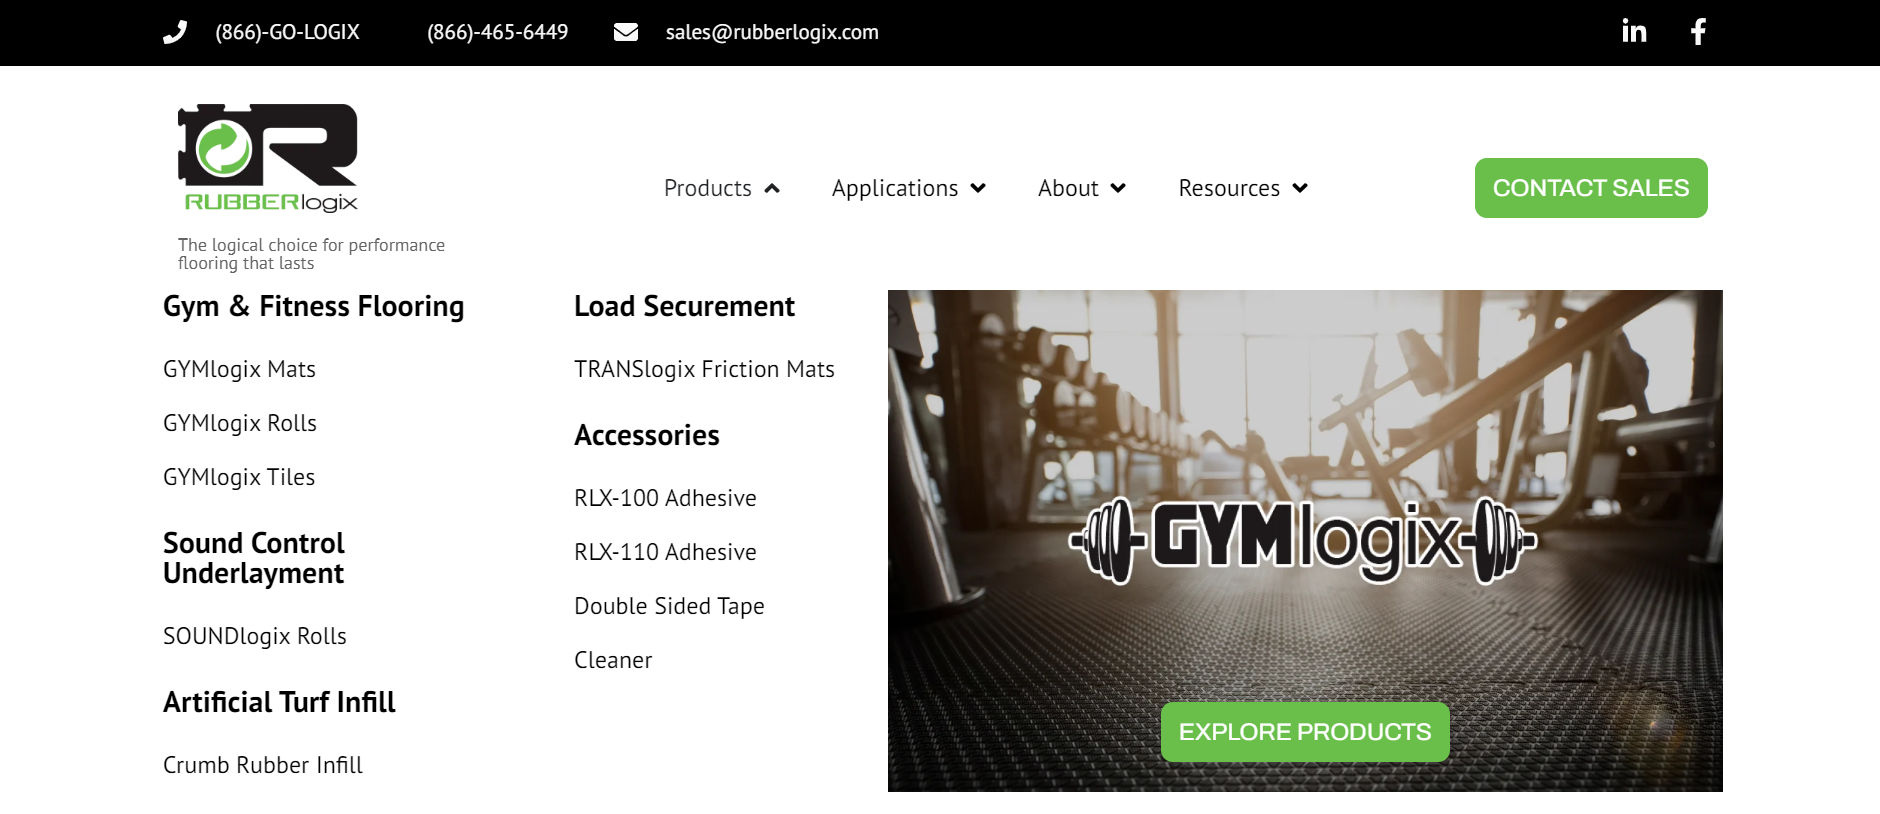 (866)-GO-LOGIX
(866)-465-6449
sales@rubberlogix.com
RUBBERlogix
The logical choice for performance
flooring that lasts
Products
Applications
About
Resources
CONTACT SALES
Gym & Fitness Flooring
GYMlogix Mats
GYMlogix Rolls
GYMlogix Tiles
Sound Control
Underlayment
SOUNDlogix Rolls
Artificial Turf Infill
Crumb Rubber Infill
Load Securement
TRANSlogix Friction Mats
Accessories
RLX-100 Adhesive
RLX-110 Adhesive
Double Sided Tape
Cleaner
GYMlogix
EXPLORE PRODUCTS